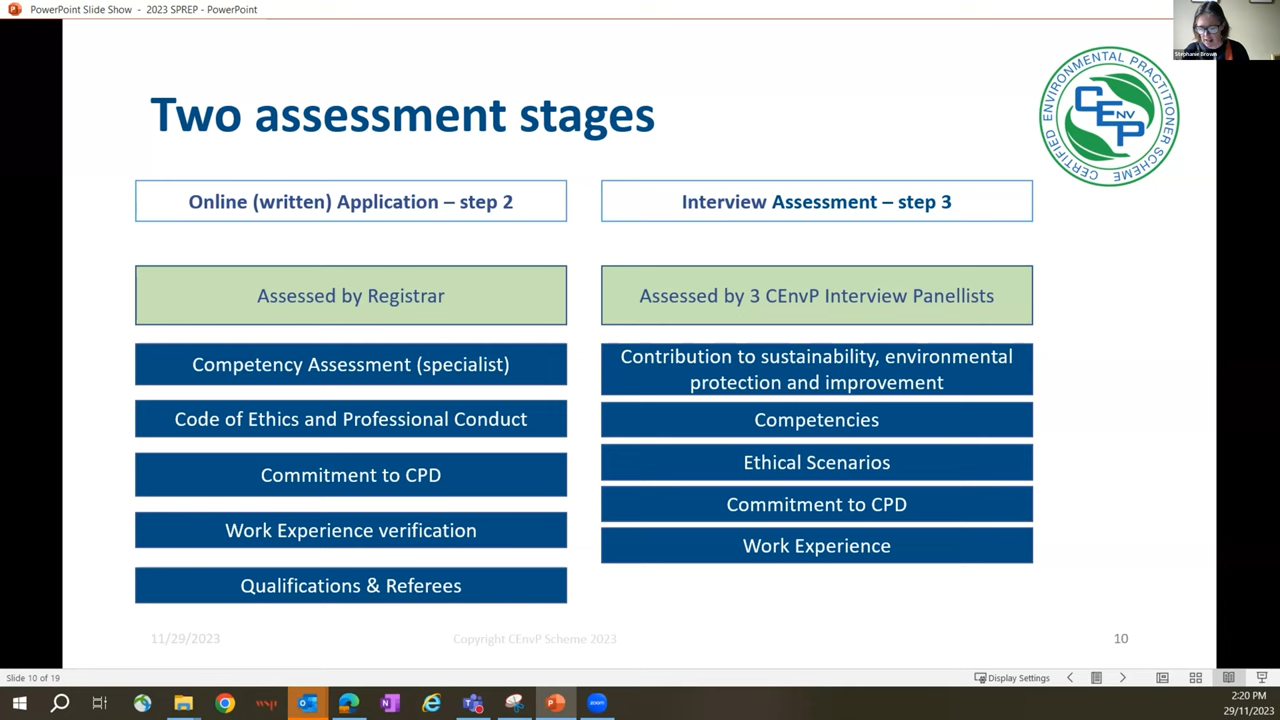 PowerPoint Slide Show - 2023 SPREP - PowerPoint
Stephanie Brown
Two assessment stages
CERTIFIED ENVIRONMENTAL PRACTITIONER SCHEME
CEnvP
Online (written) Application – step 2
Interview Assessment – step 3
Assessed by Registrar
Assessed by 3 CEnvP Interview Panellists
Competency Assessment (specialist)
Code of Ethics and Professional Conduct
Commitment to CPD
Work Experience verification
Qualifications & Referees
Contribution to sustainability, environmental
protection and improvement
Competencies
Ethical Scenarios
Commitment to CPD
Work Experience
11/29/2023
Copyright CEnvP Scheme 2023
10
Slide 10 of 19
Display Settings
wsp
zoom
2:20 PM
29/11/2023